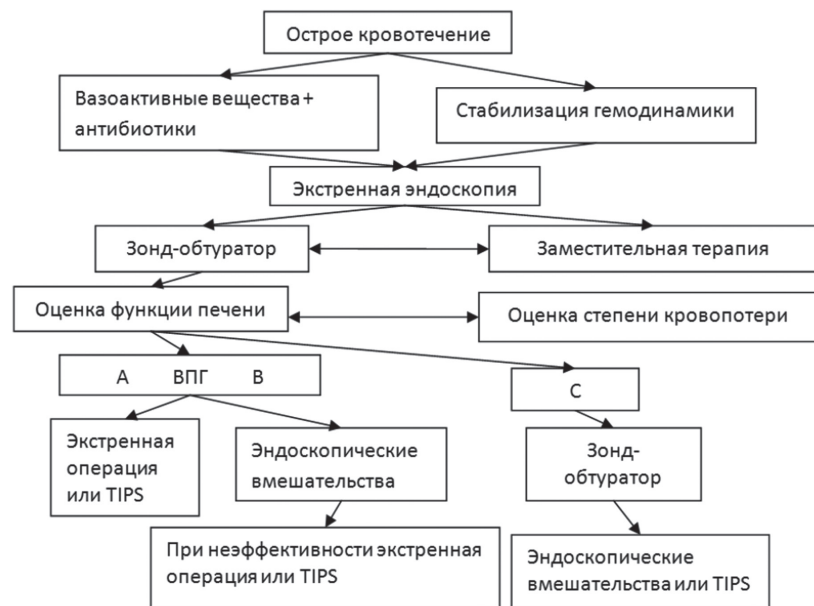 Острое кровотечение
Вазоактивные вещества +
антибиотики
Стабилизация гемодинамики
Экстренная эндоскопия
Зонд-обтуратор
Заместительная терапия
Оценка функции печени
Оценка степени кровопотери
А ВПГ В
С
Экстренная
операция
или TIPS
Эндоскопические
вмешательства
Зонд-
обтуратор
При неэффективности экстренная
операция или TIPS
Эндоскопические
вмешательства или TIPS